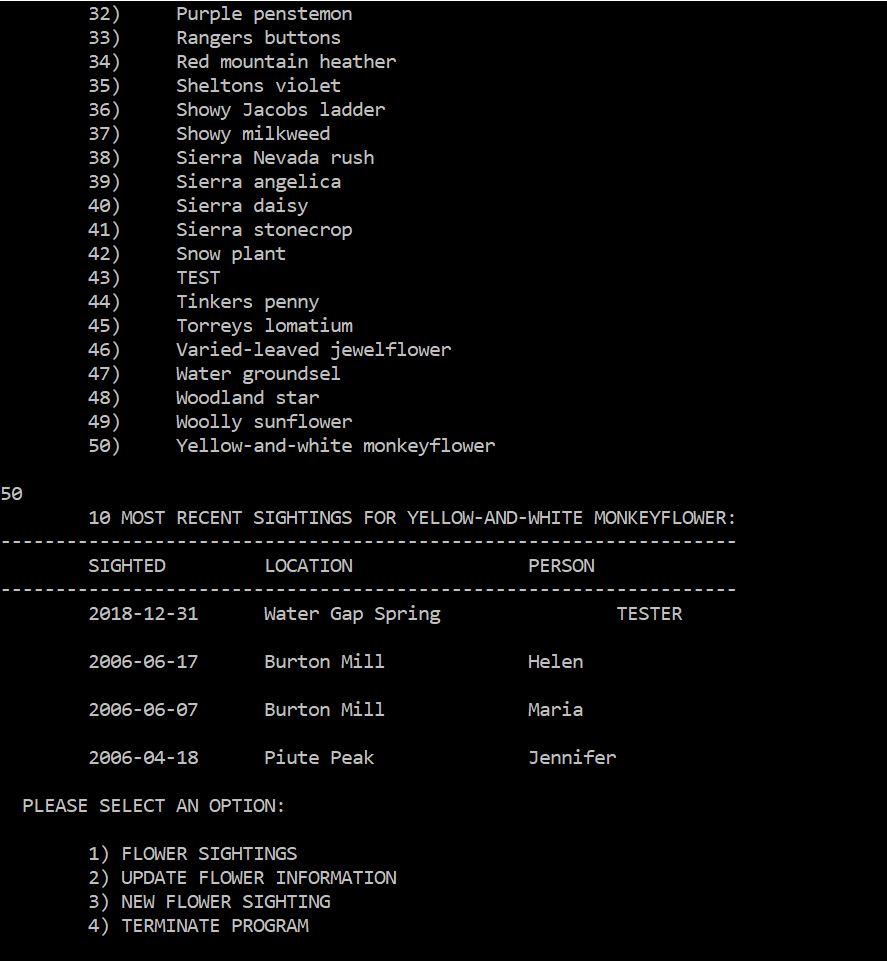 32) Purple penstemon
33) Rangers buttons
34) Red mountain heather
35) Sheltons violet
36) Showy Jacobs ladder
37) Showy milkweed
38) Sierra Nevada rush
39) Sierra angelica
40) Sierra daisy
41) Sierra stonecrop
42) Snow plant
43) TEST
44) Tinkers penny
45) Torreys lomatium
46) Varied-leaved jewelflower
47) Water groundsel
48) Woodland star
49) Woolly sunflower
50) Yellow-and-white monkeyflower
50
10 MOST RECENT SIGHTINGS FOR YELLOW-AND-WHITE MONKEYFLOWER:
-------------------------------------------------------------------
SIGHTED LOCATION PERSON
-------------------------------------------------------------------
2018-12-31 Water Gap Spring TESTER
2006-06-17 Burton Mill Helen
2006-06-07 Burton Mill Maria
2006-04-18 Piute Peak Jennifer
PLEASE SELECT AN OPTION:
1) FLOWER SIGHTINGS
2) UPDATE FLOWER INFORMATION
3) NEW FLOWER SIGHTING
4) TERMINATE PROGRAM